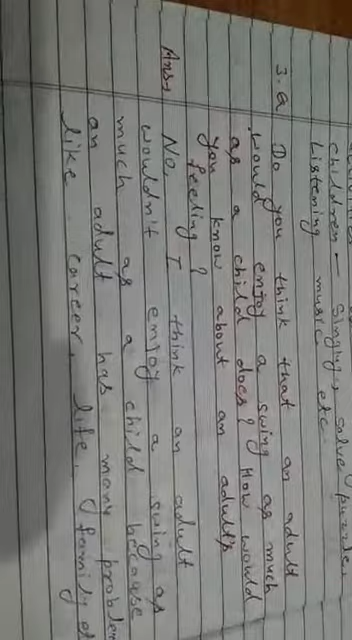 children - Singing, solve puzzle,
Listening music etc.
3. a Do you think that an adult
would enjoy a swing as much
as a child does? How would
you know about an adults
feeling?
Ans, No, I think an adult
wouldn't enjoy a swing as
much as a child because
an adult has many problem
like career, life, family